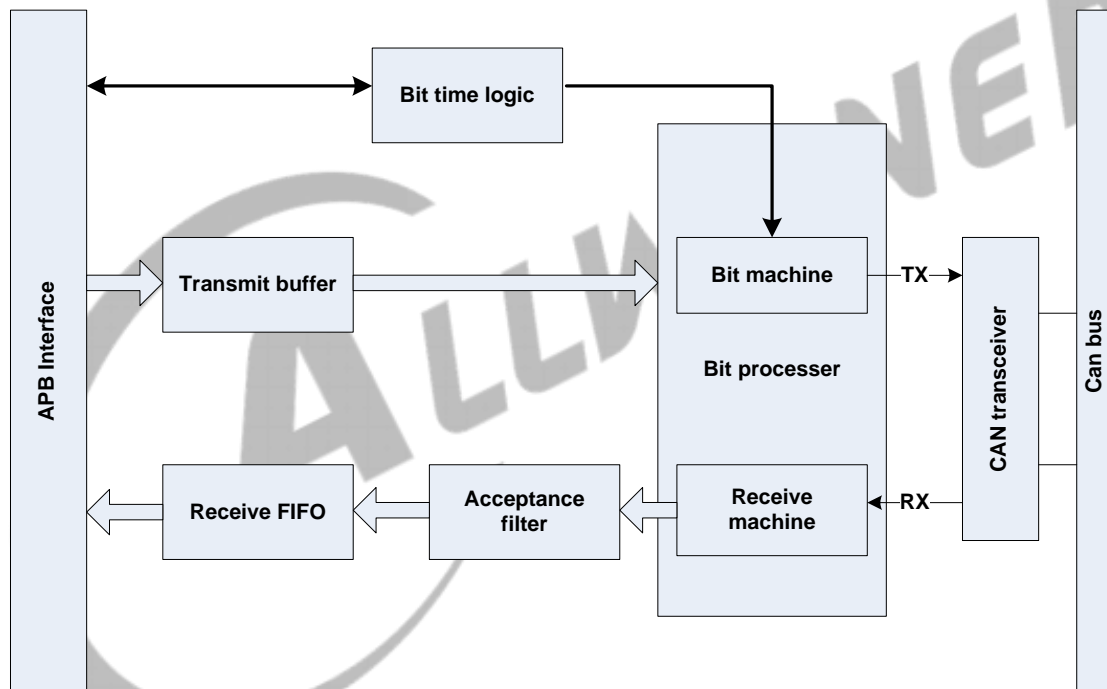 Bit time logic
APB Interface
Transmit buffer
Bit machine
TX
Bit processer
CAN transceiver
Can bus
Receive FIFO
Acceptance
filter
Receive
machine
RX
ALLWINNER